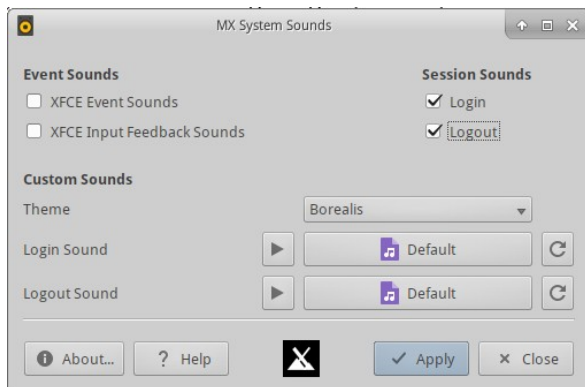 MX System Sounds
Event Sounds
Session Sounds
XFCE Event Sounds
Login
XFCE Input Feedback Sounds
Logout
Custom Sounds
Theme
Borealis
Login Sound
Default
Logout Sound
Default
About...
? Help
Apply
Close